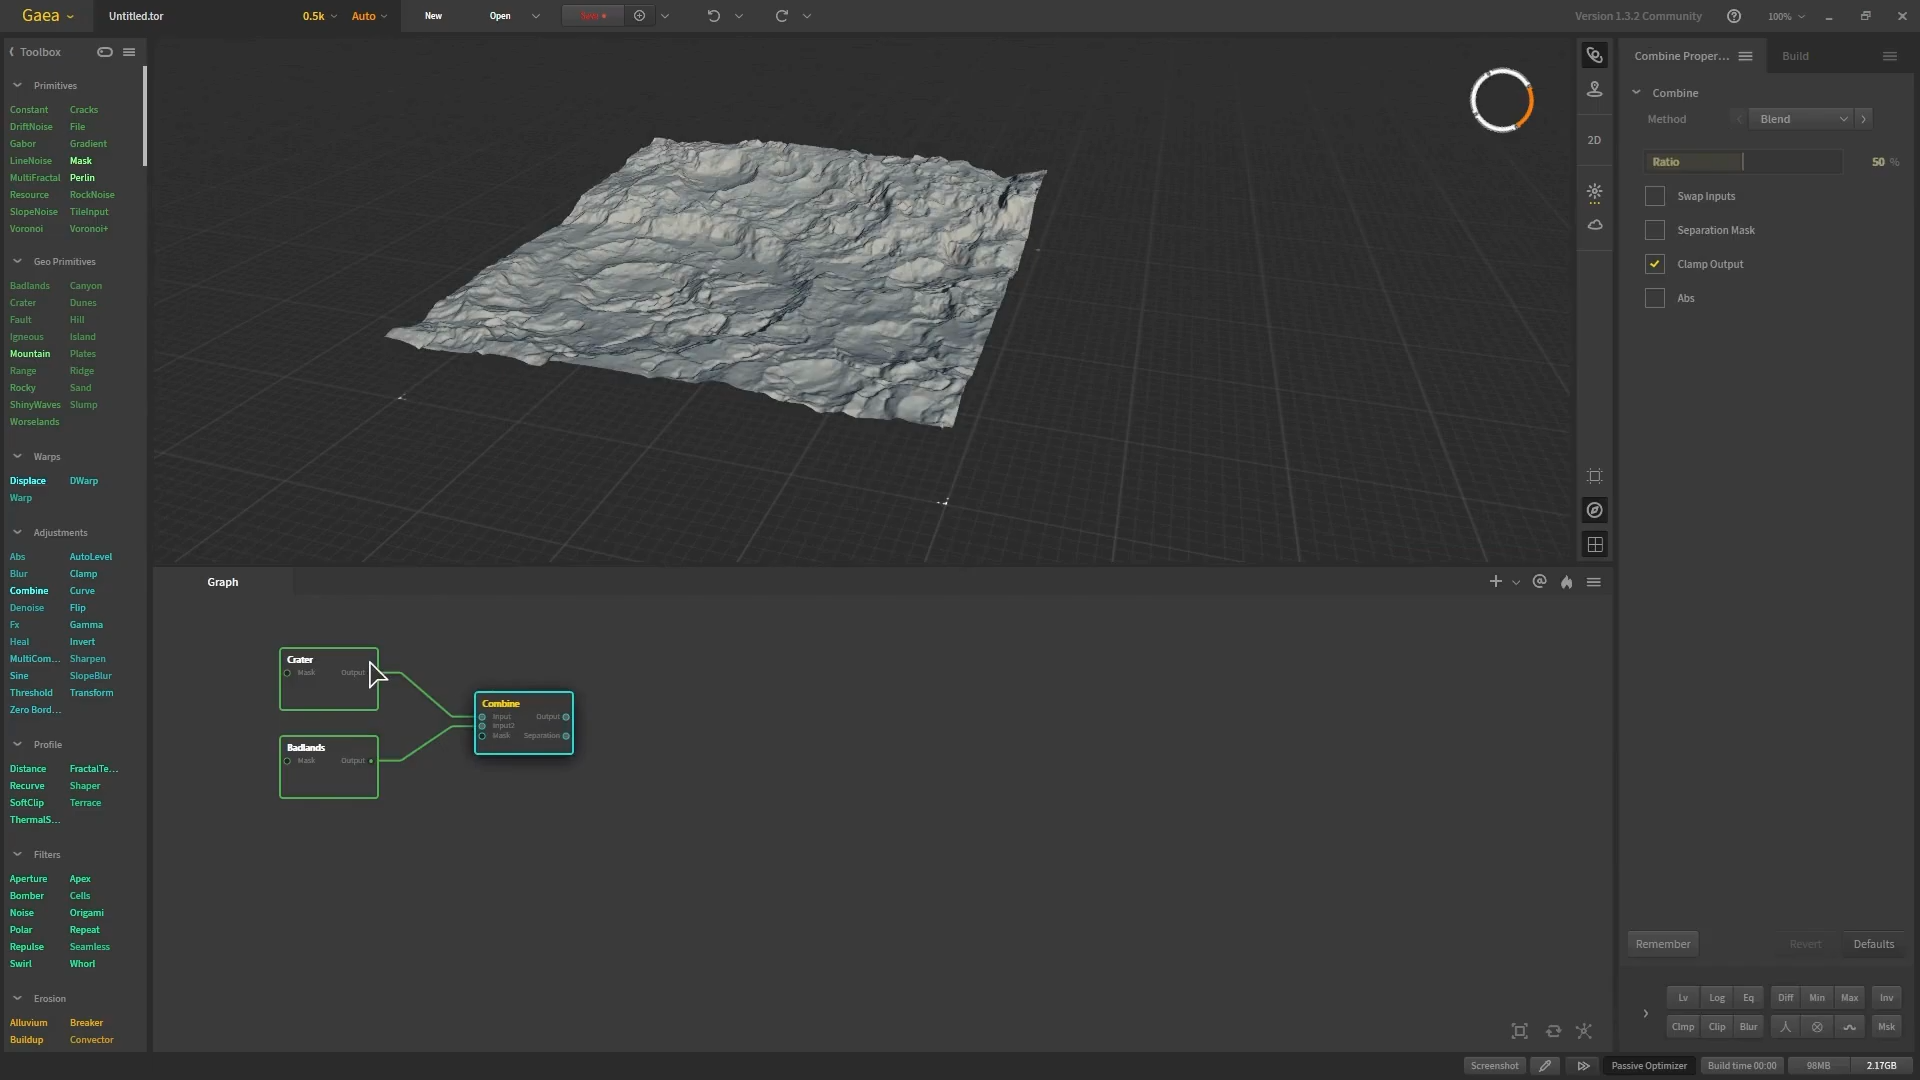 Gaea
Untitled.tor
0.5k
Auto
New
Open
Version 1.3.2 Community
100%
Toolbox
Primitives
Constant Cracks
DriftNoise File
Gabor Gradient
LineNoise Mask
MultiFractal Perlin
Resource RockNoise
SlopeNoise TileInput
Voronoi Voronoi+
Geo Primitives
Badlands Canyon
Crater Dunes
Fault Hill
Igneous Island
Mountain Plates
Range Ridge
Rocky Sand
ShinyWaves Slump
Worselands
Warps
Displace DWarp
Warp
Adjustments
Abs AutoLevel
Blur Clamp
Combine Curve
Denoise Flip
Fx Gamma
Heal Invert
MultiCom... Sharpen
Sine SlopeBlur
Threshold Transform
Zero Bord...
Profile
Distance FractalTe...
Recurve Shaper
SoftClip Terrace
ThermalS...
Filters
Aperture Apex
Bomber Cells
Noise Origami
Polar Repeat
Repulse Seamless
Swirl Whorl
Erosion
Alluvium Breaker
Buildup Convector
2D
Graph
Crater
Mask Output
Badlands
Mask Output
Combine
Input Output
Input2
Mask Separation
Combine Proper...
Build
Combine
Method Blend
Ratio 50 %
Swap Inputs
Separation Mask
Clamp Output
Abs
Remember Revert Defaults
Lv Log Eq Diff Min Max Inv
Clmp Clip Blur Msk
Screenshot Passive Optimizer Build time 00:00 98MB 2.17GB